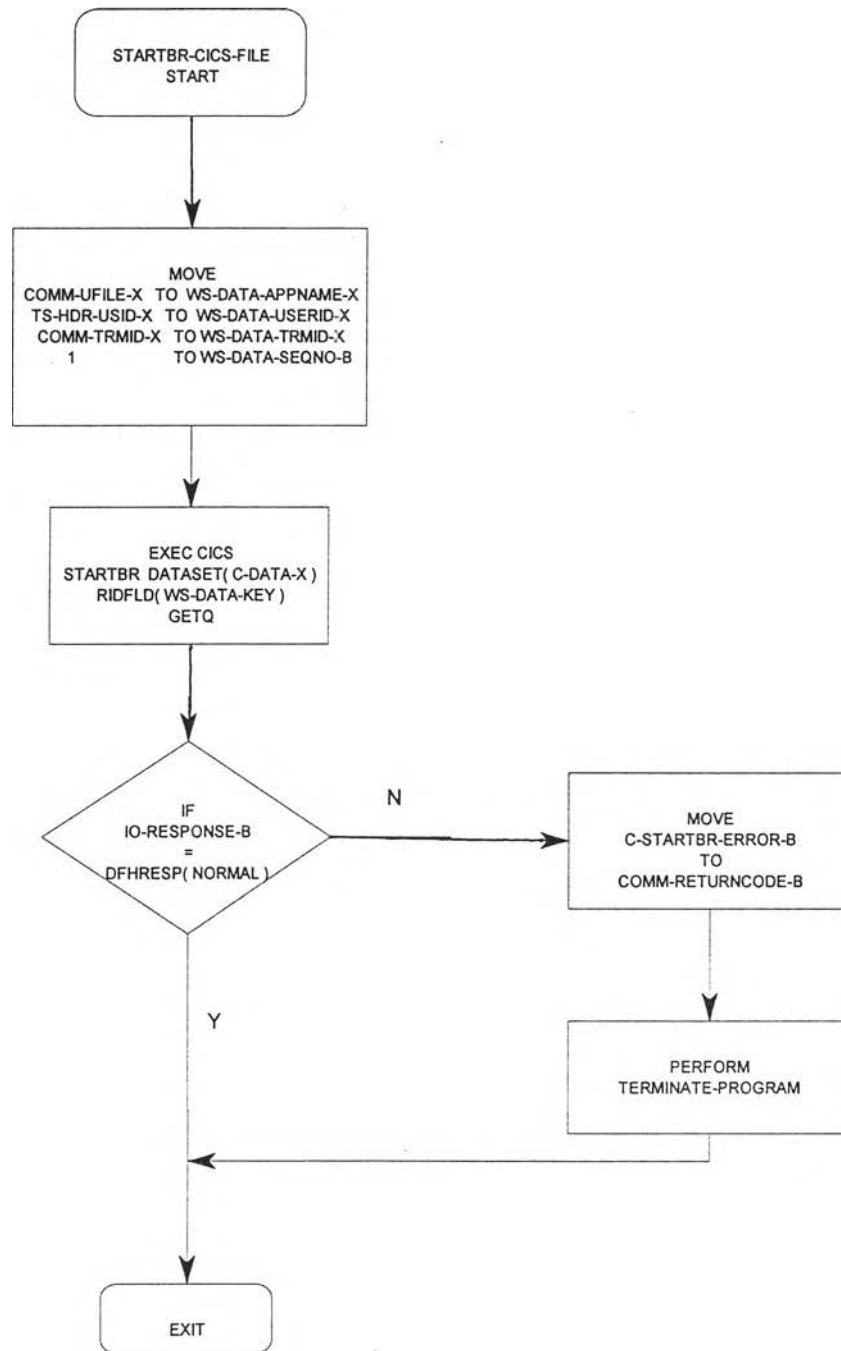 STARTBR-CICS-FILE
START
MOVE
COMM-UFILE-X TO WS-DATA-APPNAME-X
TS-HDR-USID-X TO WS-DATA-USERID-X
COMM-TRMID-X TO WS-DATA-TRMID-X
1 TO WS-DATA-SEQNO-B
EXEC CICS
STARTBR DATASET( C-DATA-X )
RIDFLD( WS-DATA-KEY )
GETQ
IF
IO-RESPONSE-B
=
DFHRESP( NORMAL )
N
MOVE
C-STARTBR-ERROR-B
TO
COMM-RETURNCODE-B
Y
PERFORM
TERMINATE-PROGRAM
EXIT